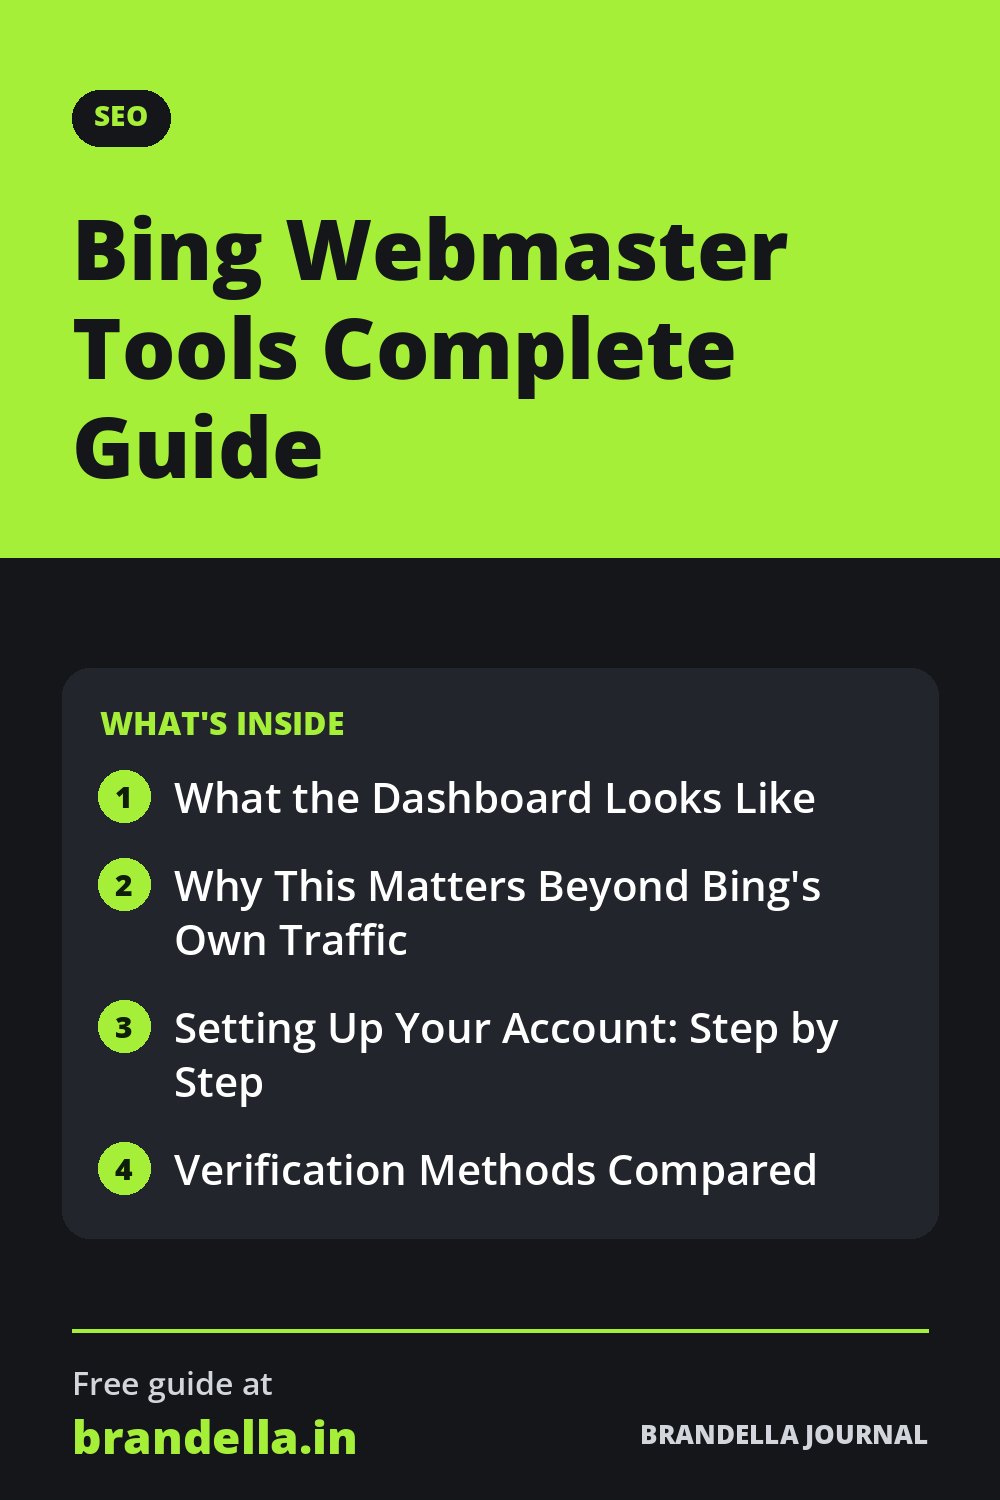 SEO
Bing Webmaster
Tools Complete
Guide
WHAT'S INSIDE
1 What the Dashboard Looks Like
2 Why This Matters Beyond Bing's
Own Traffic
3 Setting Up Your Account: Step by
Step
4 Verification Methods Compared
Free guide at
brandella.in
BRANDELLA JOURNAL